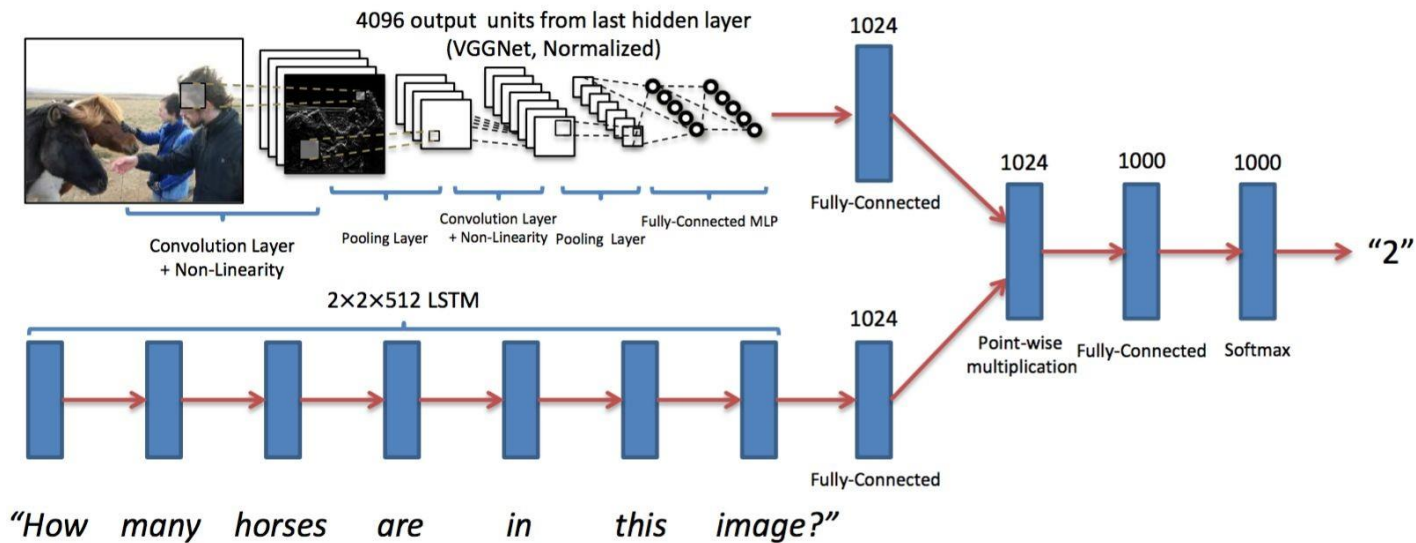 4096 output units from last hidden layer
(VGGNet, Normalized)
Convolution Layer
+ Non-Linearity
Pooling Layer
Convolution Layer
+ Non-Linearity
Pooling Layer
Fully-Connected MLP
1024
Fully-Connected
2×2×512 LSTM
1024
Fully-Connected
1024
Point-wise
multiplication
1000
Fully-Connected
1000
Softmax
“2”
“How many horses are in this image?”